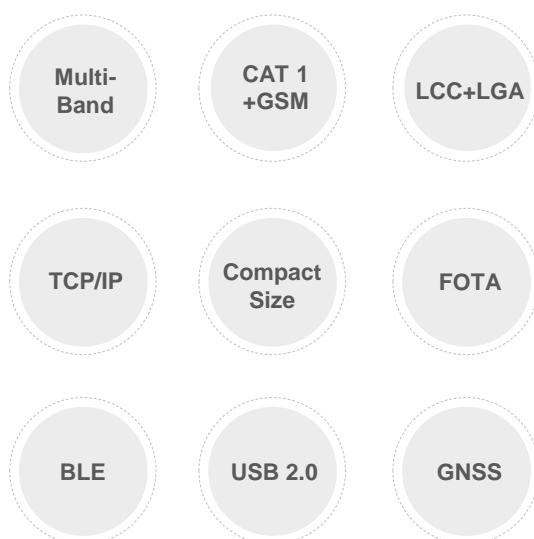 Multi-
Band
CAT 1
+GSM
LCC+LGA
TCP/IP
Compact
Size
FOTA
BLE
USB 2.0
GNSS